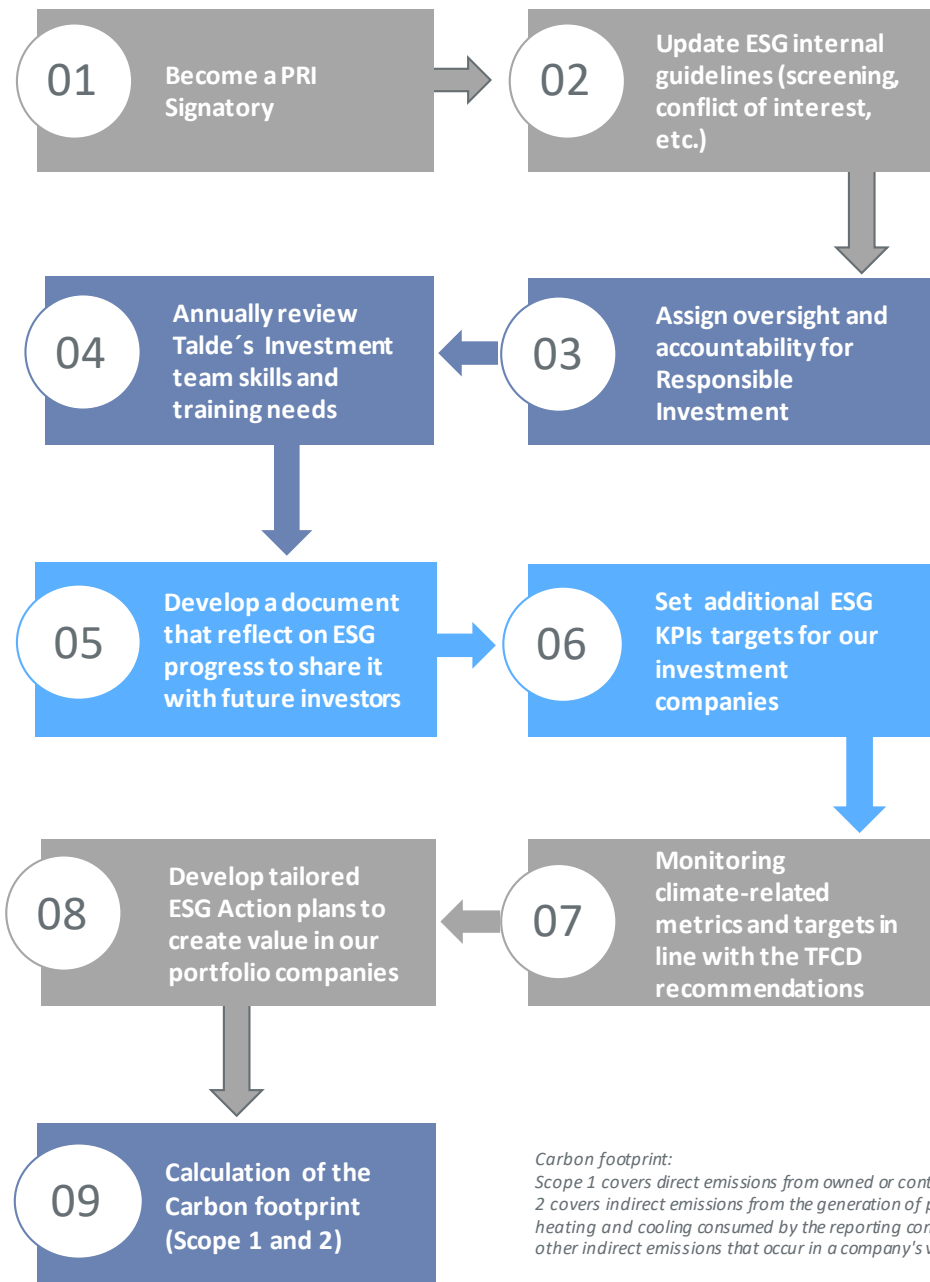 01
Become a PRI
Signatory
02
Update ESG internal
guidelines (screening,
conflict of interest,
etc.)
03
Assign oversight and
accountability for
Responsible
Investment
04
Annually review
Talde´s Investment
team skills and
training needs
05
Develop a document
that reflect on ESG
progress to share it
with future investors
06
Set additional ESG
KPIs targets for our
investment
companies
07
Monitoring
climate-related
metrics and targets in
line with the TFCD
recommendations
08
Develop tailored
ESG Action plans to
create value in our
portfolio companies
09
Calculation of the
Carbon footprint
(Scope 1 and 2)
Carbon footprint:
Scope 1 covers direct emissions from owned or
2 covers indirect emissions from the generation of
heating and cooling consumed by the reporting
other indirect emissions that occur in a company's